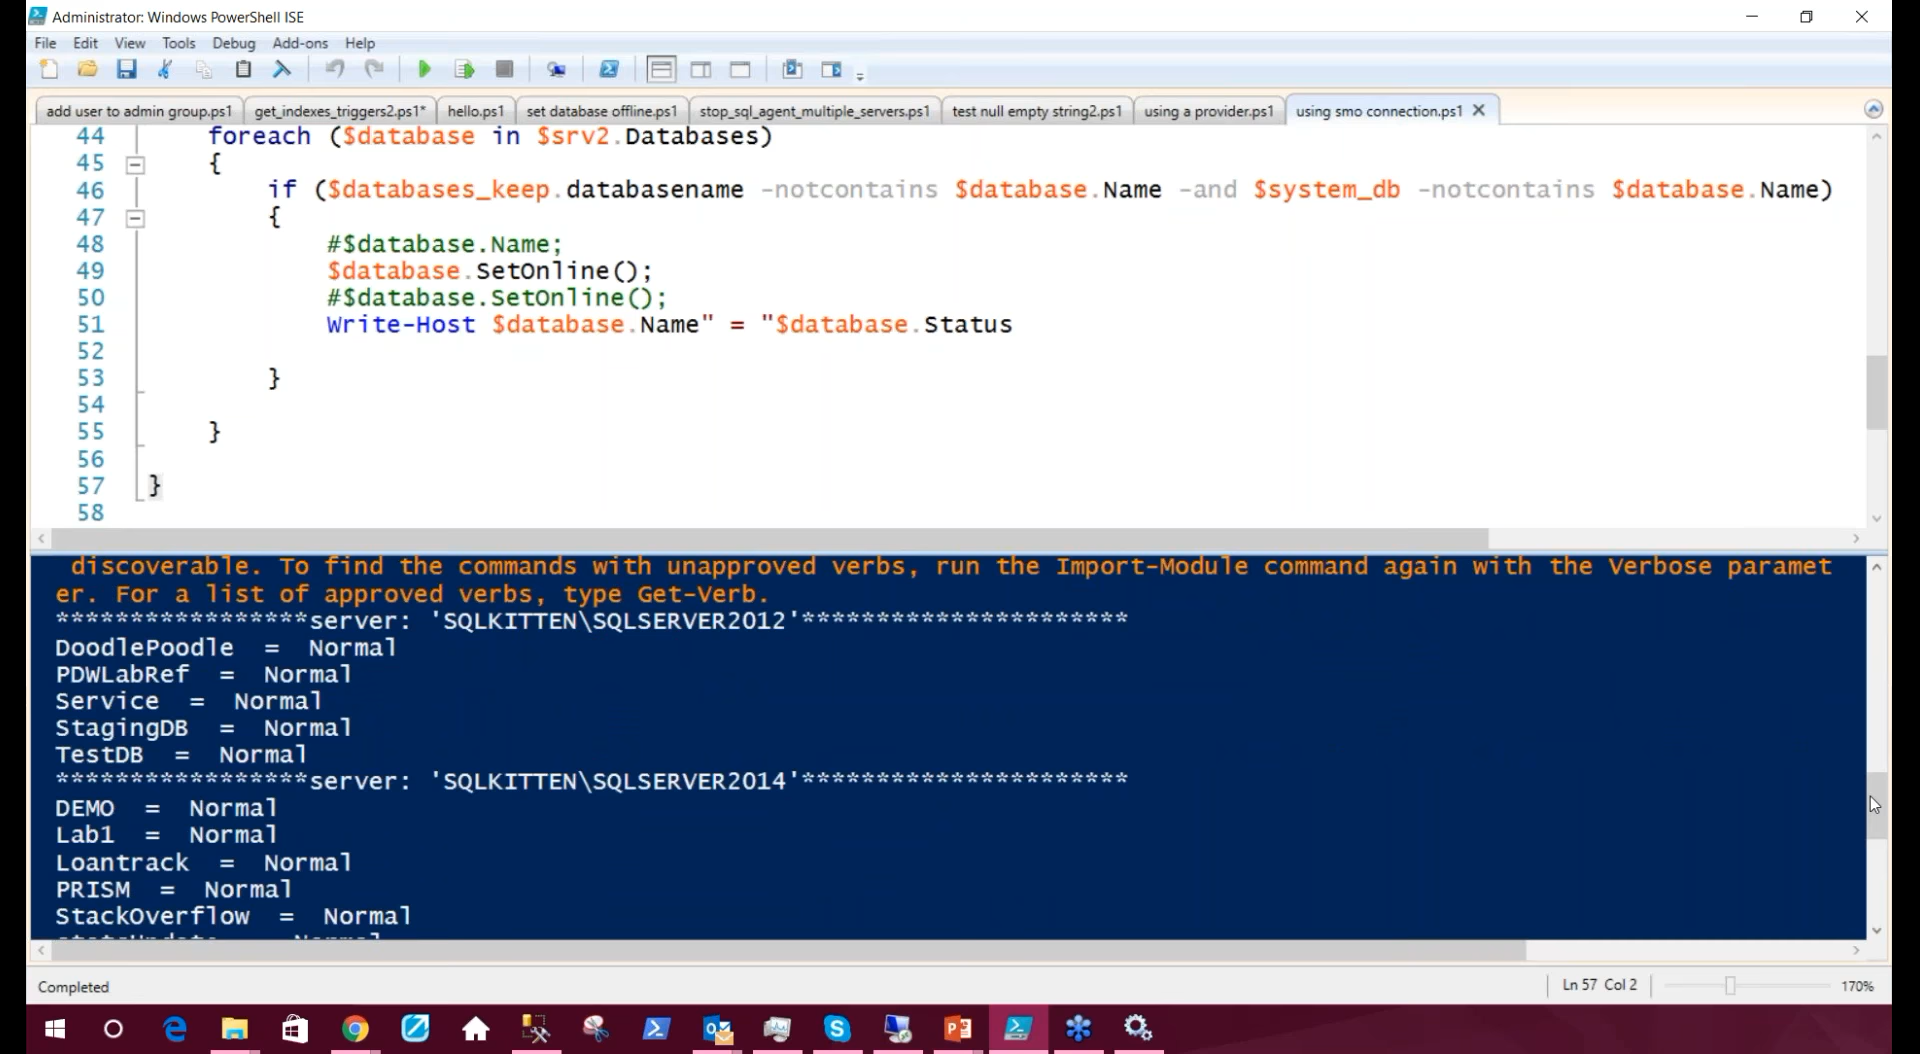 Administrator: Windows PowerShell ISE
File Edit View Tools Debug Add-ons Help
add user to admin group.ps1 get_indexes_triggers2.ps1* hello.ps1 set database offline.ps1 stop_sql_agent_multiple_servers.ps1 test null empty string2.ps1 using a provider.ps1 using smo connection.ps1
44 foreach ($database in $srv2.Databases)
45 {
46 if ($databases_keep.databasename -notcontains $database.Name -and $system_db -notcontains $database.Name)
47 {
48 #$database.Name;
49 $database.SetOnline();
50 #$database.SetOnline();
51 Write-Host $database.Name" = "$database.Status
52
53 }
54
55 }
56
57 }
58
discoverable. To find the commands with unapproved verbs, run the Import-Module command again with the Verbose paramet
er. For a list of approved verbs, type Get-Verb.
*****************server: 'SQLKITTEN\SQLSERVER2012'**********************
DoodlePoodle  =  Normal
PDWLabRef  =  Normal
Service  =  Normal
StagingDB  =  Normal
TestDB  =  Normal
*****************server: 'SQLKITTEN\SQLSERVER2014'**********************
DEMO  =  Normal
Lab1  =  Normal
Loantrack  =  Normal
PRISM  =  Normal
StackOverflow  =  Normal
Completed Ln 57 Col 2 170%